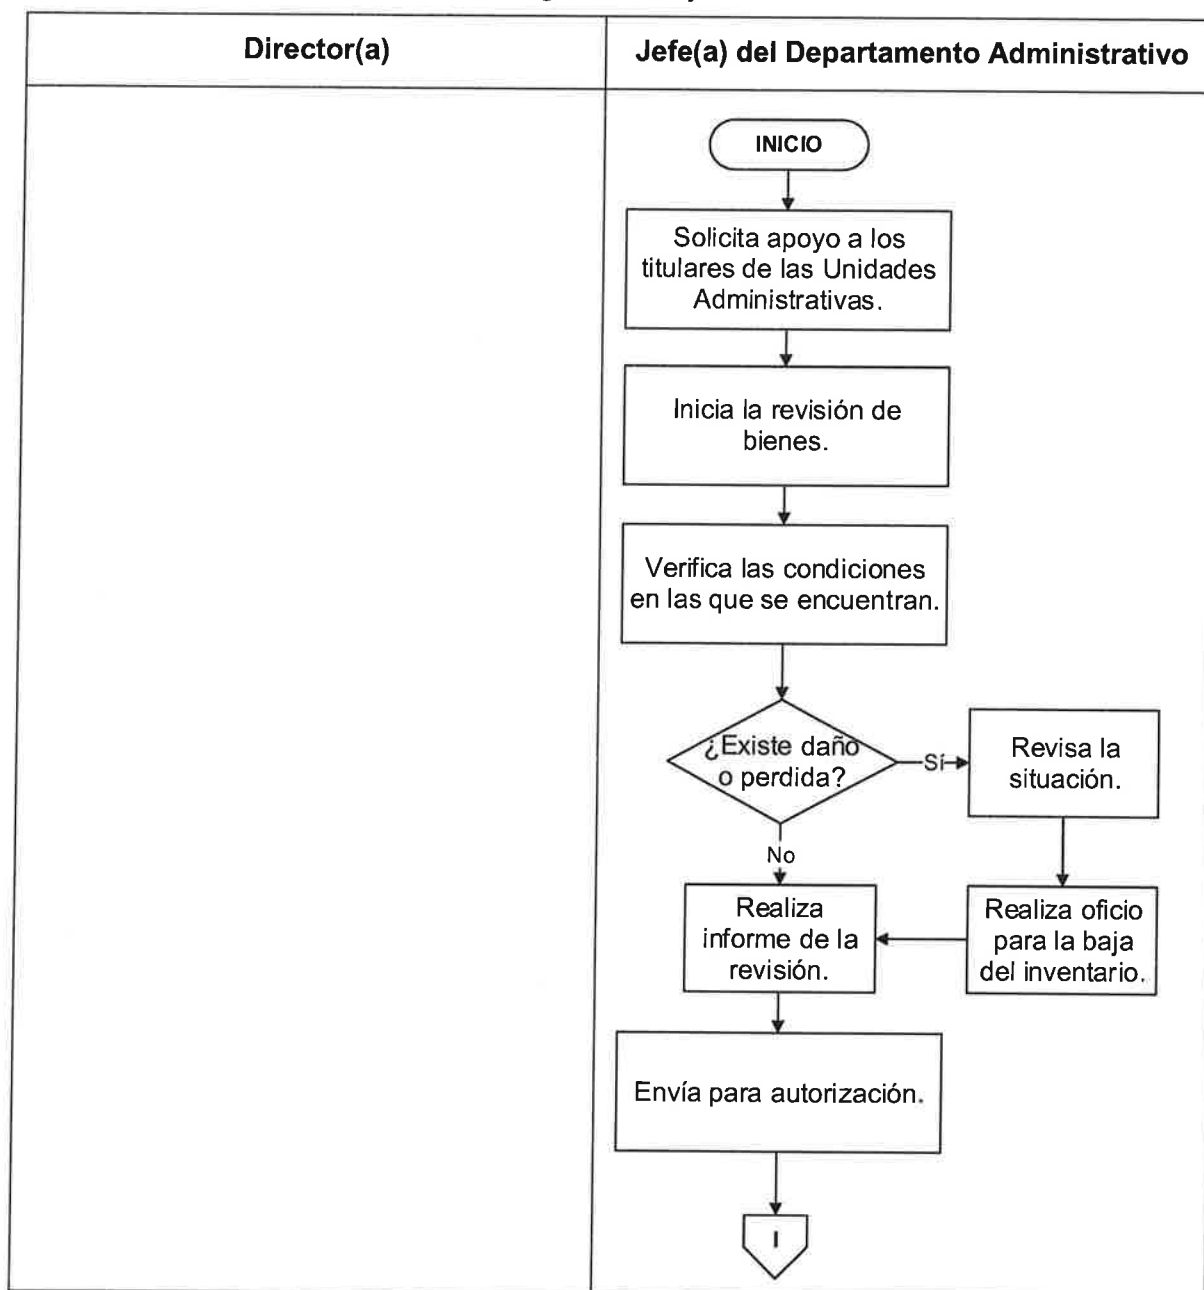 Director(a)
Jefe(a) del Departamento Administrativo
INICIO
Solicita apoyo a los
titulares de las Unidades
Administrativas.
Inicia la revisión de
bienes.
Verifica las condiciones
en las que se encuentran.
¿Existe daño
o perdida?
Sí
Revisa la
situación.
No
Realiza
informe de la
revisión.
Realiza oficio
para la baja
del inventario.
Envía para autorización.
I